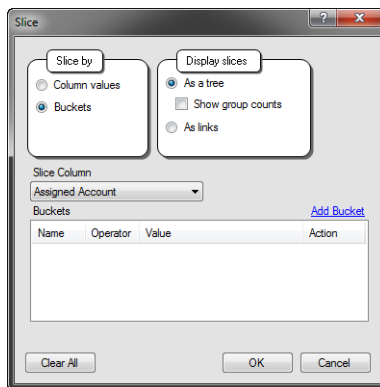 Slice
Slice by
Column values
Buckets
Display slices
As a tree
Show group counts
As links
Slice Column
Assigned Account
Buckets
Add Bucket
Name Operator Value Action
Clear All
OK
Cancel